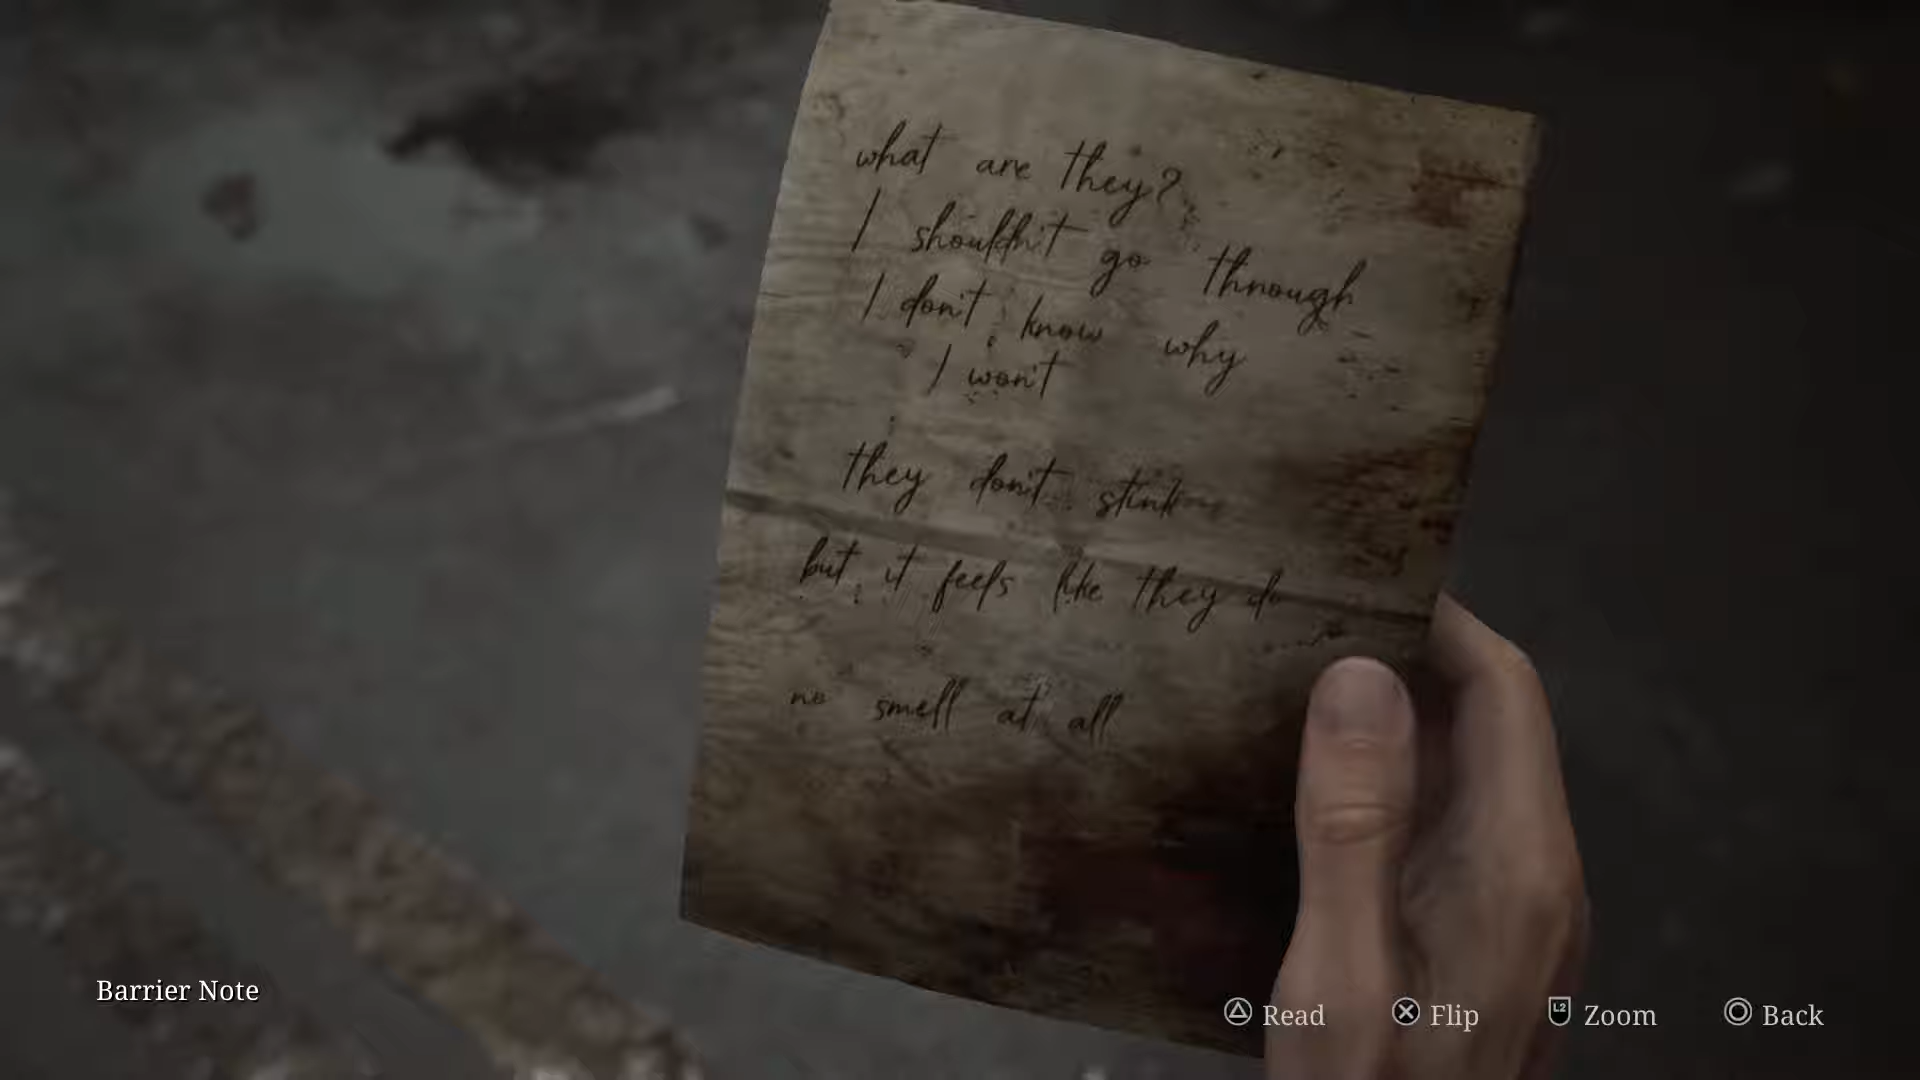 what are they?
I shouldn't go through
I don't know why
I won't
they don't stink
but it feels like they do
no smell at all
Barrier Note
Read
Flip
L2 Zoom
Back